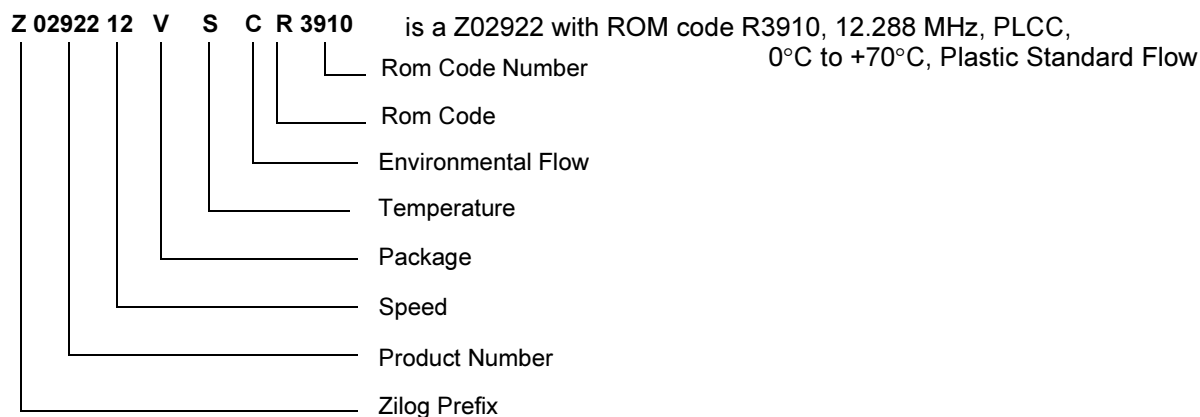 Z 02922 12 V S C R 3910 is a Z02922 with ROM code R3910, 12.288 MHz, PLCC,
0°C to +70°C, Plastic Standard Flow
Rom Code Number
Rom Code
Environmental Flow
Temperature
Package
Speed
Product Number
Zilog Prefix